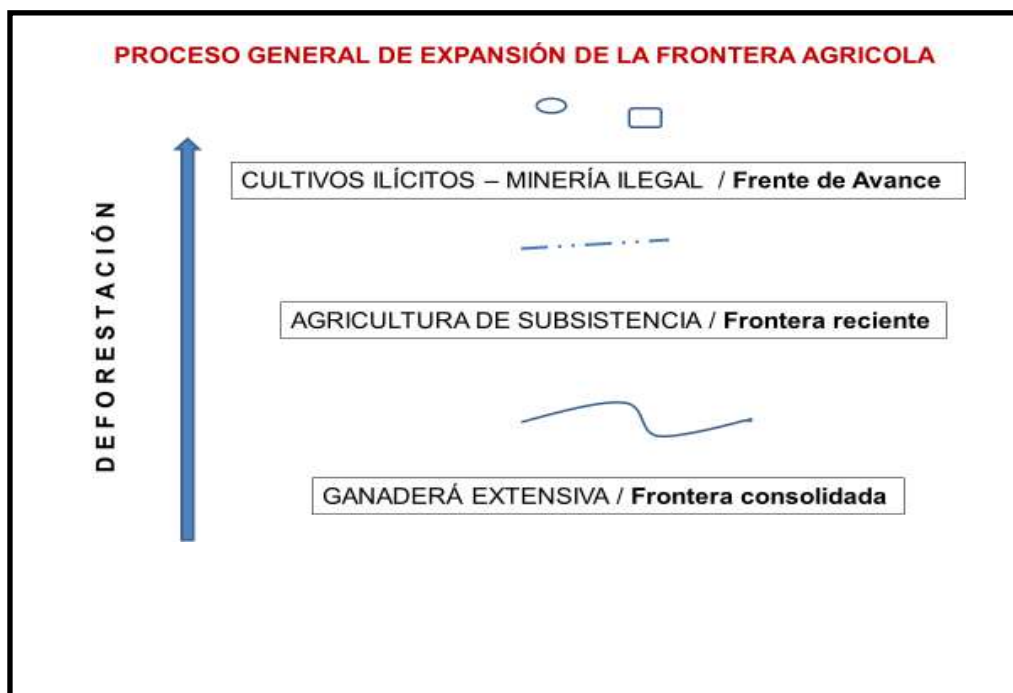 PROCESO GENERAL DE EXPANSIÓN DE LA FRONTERA AGRICOLA
CULTIVOS ILÍCITOS – MINERÍA ILEGAL / Frente de Avance
DEFORESTACIÓN
AGRICULTURA DE SUBSISTENCIA / Frontera reciente
GANADERÁ EXTENSIVA / Frontera consolidada